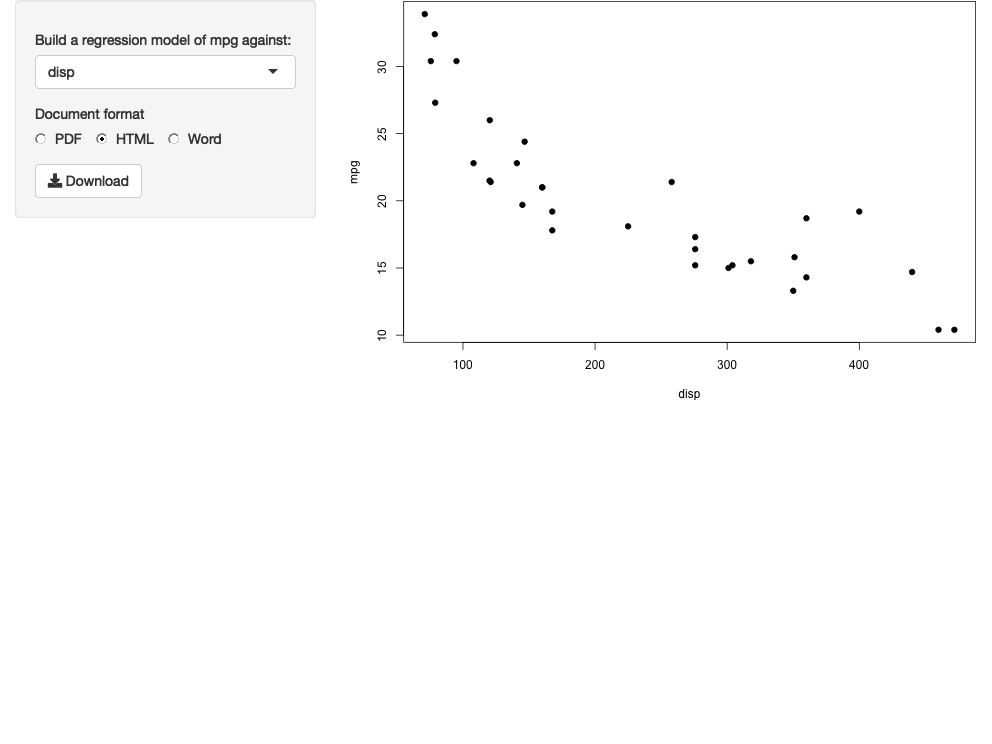 Build a regression model of mpg against:
disp
Document format
PDF HTML Word
Download
mpg
30
25
20
15
10
100 200 300 400
disp